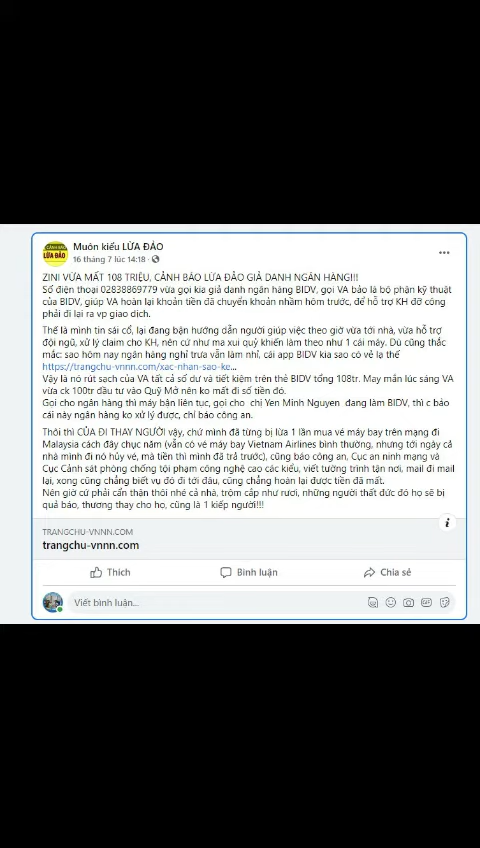 CẢNH BÁO
LỪA ĐẢO
Muôn kiểu LỪA ĐẢO
16 tháng 7 lúc 14:18
ZINI VỪA MẤT 108 TRIỆU, CẢNH BÁO LỪA ĐẢO GIẢ DANH NGÂN HÀNG!!!
Số điện thoại 02838869779 vừa gọi kia giả danh ngân hàng BIDV, gọi VA bảo là bộ phận kỹ thuật
của BIDV, giúp VA hoàn lại khoản tiền đã chuyển khoản nhầm hôm trước, để hỗ trợ KH đỡ công
phải đi lại ra vp giao dịch.
Thế là mình tin sái cổ, lại đang bận hướng dẫn người giúp việc theo giờ vừa tới nhà, vừa hỗ trợ
đội ngũ, xử lý claim cho KH, nên cứ như ma xui quỷ khiến làm theo như 1 cái máy. Dù cũng thắc
mắc: sao hôm nay ngân hàng nghỉ trưa vẫn làm nhỉ, cái app BIDV kia sao có vẻ lạ thế
https://trangchu-vnnn.com/xac-nhan-sao-ke...
Vậy là nó rút sạch của VA tất cả số dư và tiết kiệm trên thẻ BIDV tổng 108tr. May mắn lúc sáng VA
vừa ck 100tr đầu tư vào Quỹ Mở nên ko mất đi số tiền đó.
Gọi cho ngân hàng thì máy bận liên tục, gọi cho chị Yen Minh Nguyen đang làm BIDV, thì c bảo
cái này ngân hàng ko xử lý được, chỉ báo công an.
Thôi thì CỦA ĐI THAY NGƯỜI vậy, chứ mình đã từng bị lừa 1 lần mua vé máy bay trên mạng đi
Malaysia cách đây chục năm (vẫn có vé máy bay Vietnam Airlines bình thường, nhưng tới ngày cả
nhà mình đi nó hủy vé, mà tiền thì mình đã trả trước), cũng báo công an, Cục an ninh mạng và
Cục Cảnh sát phòng chống tội phạm công nghệ cao các kiểu, viết tường trình tận nơi, mail đi mail
lại, xong cũng chẳng biết vụ đó đi tới đâu, cũng chẳng hoàn lại được tiền đã mất.
Nên giờ cứ phải cẩn thận thôi nhé cả nhà, trộm cắp như rươi, những người thất đức đó họ sẽ bị
quả báo, thương thay cho họ, cũng là 1 kiếp người!!!
TRANGCHU-VNNN.COM
trangchu-vnnn.com
Thích
Bình luận
Chia sẻ
Viết bình luận...